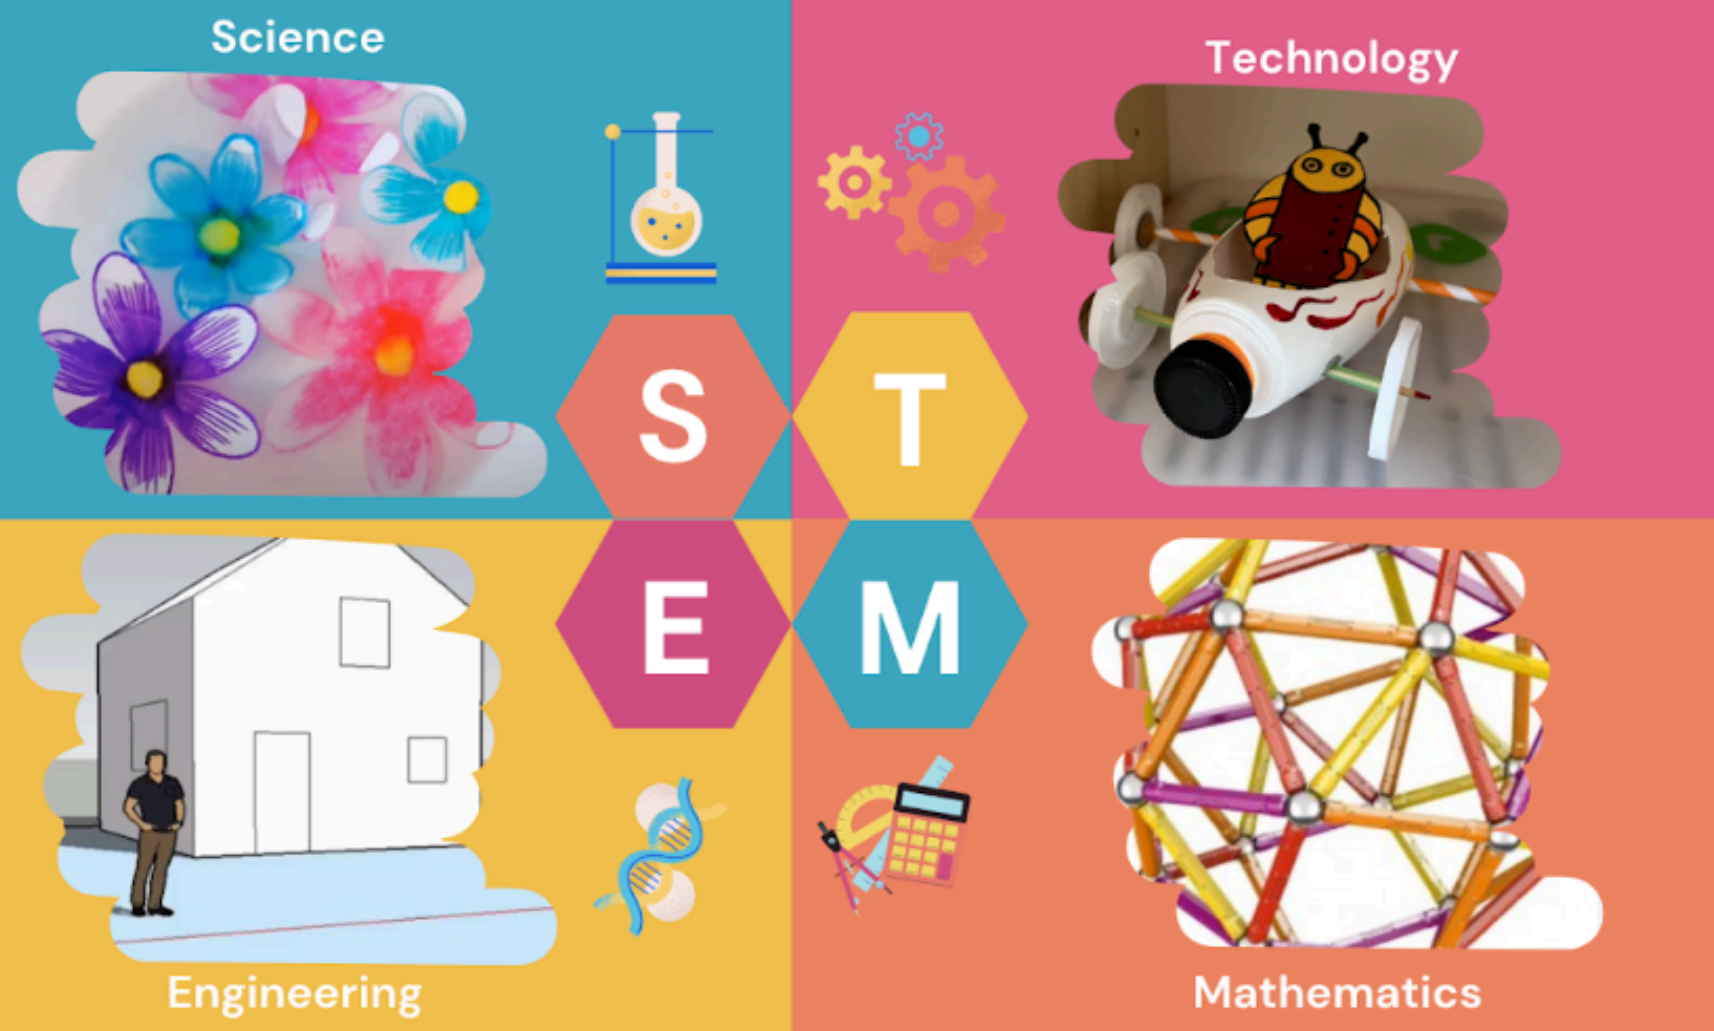 Science
Technology
S
T
E
M
Engineering
Mathematics